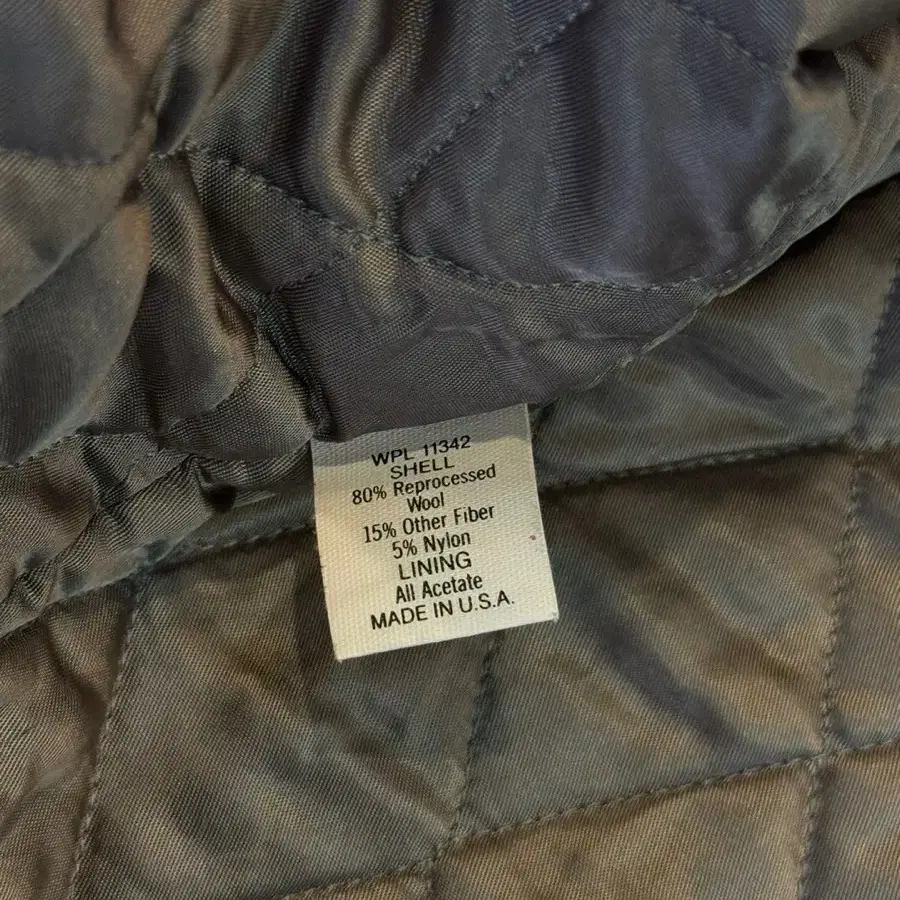 WPL 11342
SHELL
80% Reprocessed
Wool
15% Other Fiber
5% Nylon
LINING
All Acetate
MADE IN U.S.A.